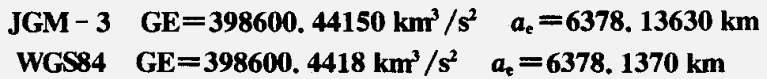 JGM-3 GE=398600. 44150 km³/s² aₑ=6378. 13630 km
WGS84 GE=398600. 4418 km³/s² aₑ=6378. 1370 km